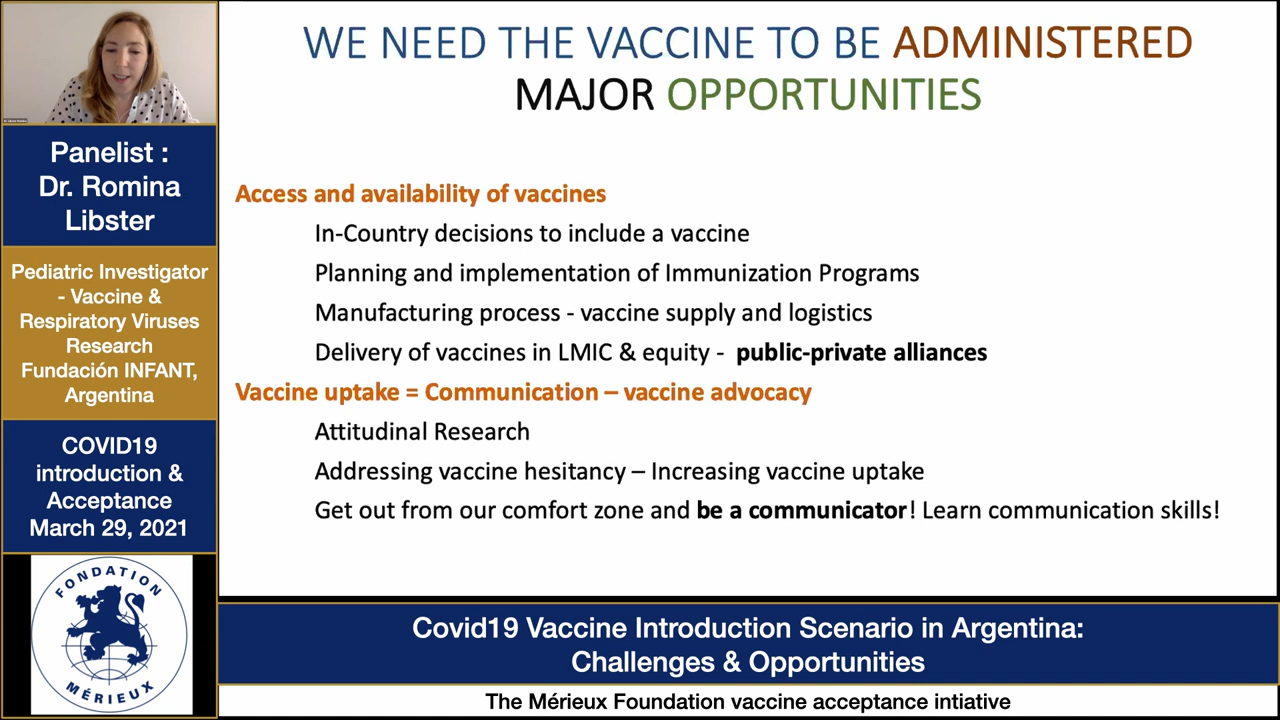 WE NEED THE VACCINE TO BE ADMINISTERED
MAJOR OPPORTUNITIES
Panelist :
Dr. Romina
Libster
Pediatric Investigator
- Vaccine &
Respiratory Viruses
Research
Fundación INFANT,
Argentina
COVID19
introduction &
Acceptance
March 29, 2021
FONDATION
MÉRIEUX
Access and availability of vaccines
In-Country decisions to include a vaccine
Planning and implementation of Immunization Programs
Manufacturing process - vaccine supply and logistics
Delivery of vaccines in LMIC & equity - public-private alliances
Vaccine uptake = Communication – vaccine advocacy
Attitudinal Research
Addressing vaccine hesitancy – Increasing vaccine uptake
Get out from our comfort zone and be a communicator! Learn communication skills!
Covid19 Vaccine Introduction Scenario in Argentina:
Challenges & Opportunities
The Mérieux Foundation vaccine acceptance intiative